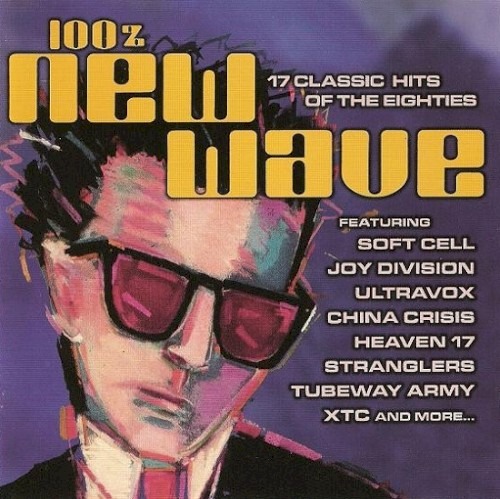 100%
new
17 CLASSIC HITS
OF THE EIGHTIES
wave
FEATURING
SOFT CELL
JOY DIVISION
ULTRAVOX
CHINA CRISIS
HEAVEN 17
STRANGLERS
TUBEWAY ARMY
XTC AND MORE...